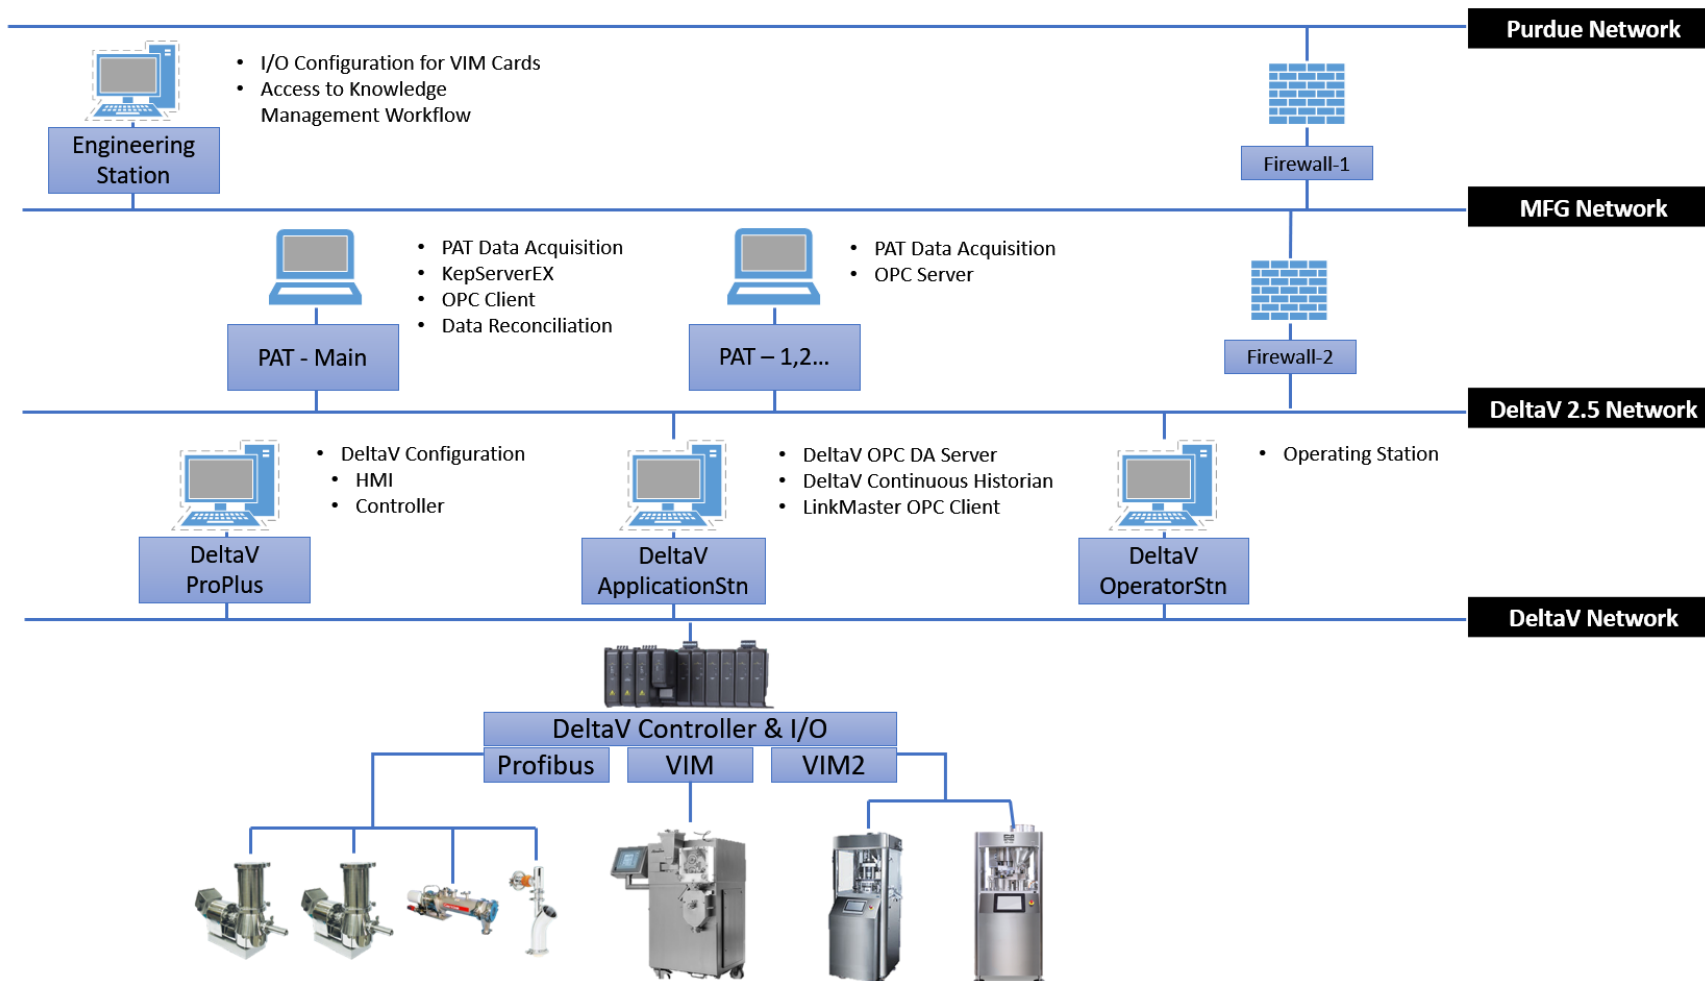 Purdue Network
• I/O Configuration for VIM Cards
• Access to Knowledge
Management Workflow
Engineering
Station
Firewall-1
MFG Network
• PAT Data Acquisition
• KepServerEX
• OPC Client
• Data Reconciliation
PAT - Main
• PAT Data Acquisition
• OPC Server
PAT – 1,2...
Firewall-2
DeltaV 2.5 Network
• DeltaV Configuration
• HMI
• Controller
DeltaV
ProPlus
• DeltaV OPC DA Server
• DeltaV Continuous Historian
• LinkMaster OPC Client
DeltaV
ApplicationStn
• Operating Station
DeltaV
OperatorStn
DeltaV Network
DeltaV Controller & I/O
Profibus
VIM
VIM2